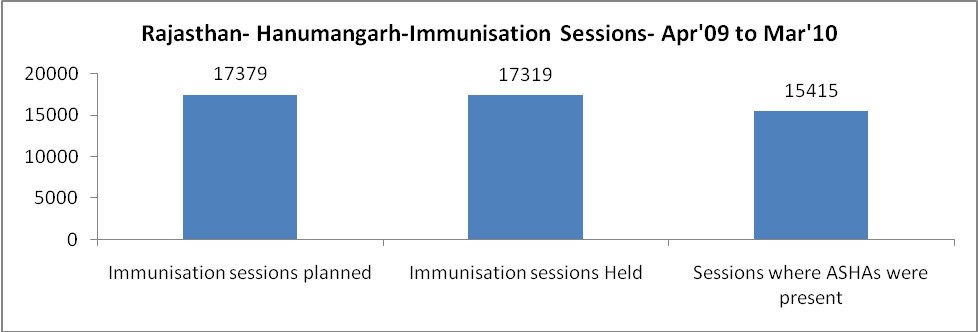 Rajasthan- Hanumangarh-Immunisation Sessions- Apr'09 to Mar'10
20000
15000
10000
5000
0
17379
17319
15415
Immunisation sessions planned
Immunisation sessions Held
Sessions where ASHAs were
present